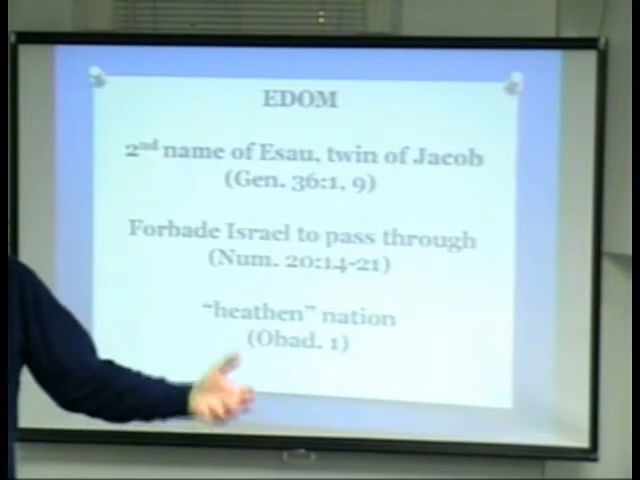 EDOM
2nd name of Esau, twin of Jacob
(Gen. 36:1, 9)
Forbade Israel to pass through
(Num. 20:14-21)
“heathen” nation
(Obad. 1)